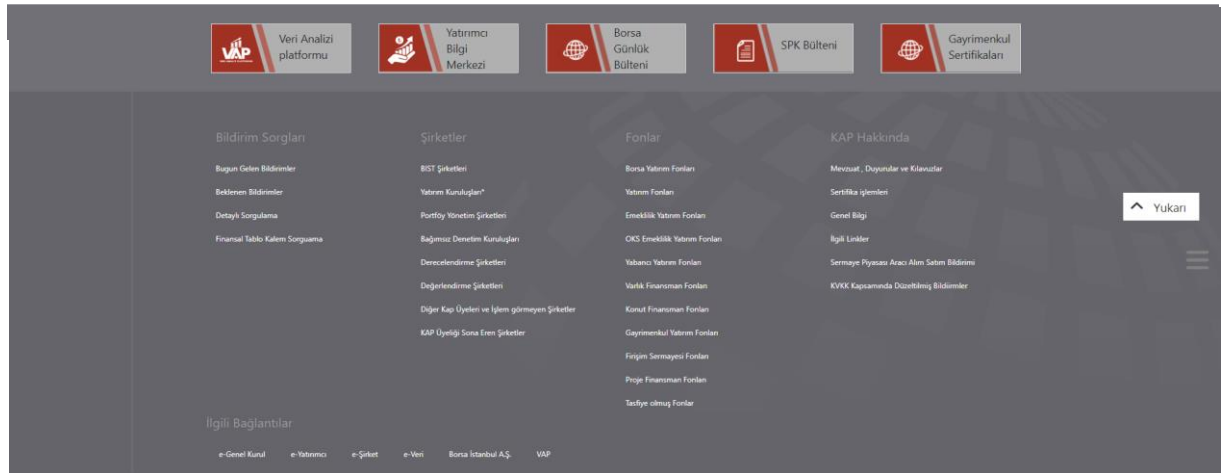 VAP
Veri Analizi
platformu
Yatırımcı
Bilgi
Merkezi
Borsa
Günlük
Bülteni
SPK Bülteni
Gayrimenkul
Sertifikaları
Bildirim Sorgları
Bugun Gelen Bildirimler
Beklenen Bildirimler
Detaylı Sorgulama
Finansal Tablo Kalem Sorguama
Şirketler
BIST Şirketleri
Yatırım Kuruluşları*
Portföy Yönetim Şirketleri
Bağımsız Denetim Kuruluşları
Derecelendirme Şirketleri
Değerlendirme Şirketleri
Diğer Kap Üyeleri ve İşlem görmeyen Şirketler
KAP Üyeliği Sona Eren Şirketler
Fonlar
Borsa Yatırım Fonları
Yatırım Fonları
Emeklilik Yatırım Fonları
OKS Emeklilik Yatırım Fonları
Yabancı Yatırım Fonları
Varlık Finansman Fonları
Konut Finansman Fonları
Gayrimenkul Yatırım Fonları
Firişim Sermayesi Fonları
Proje Finansman Fonları
Tasfiye olmuş Fonlar
KAP Hakkında
Mevzuat , Duyurular ve Kılavuzlar
Sertifika işlemleri
Genel Bilgi
İlgili Linkler
Sermaye Piyasası Aracı Alım Satım Bildirimi
KVKK Kapsamında Düzeltilmiş Bildiirmler
Yukarı
İlgili Bağlantılar
e-Genel Kurul e-Yatırımcı e-Şirket e-Veri Borsa İstanbul A.Ş. VAP